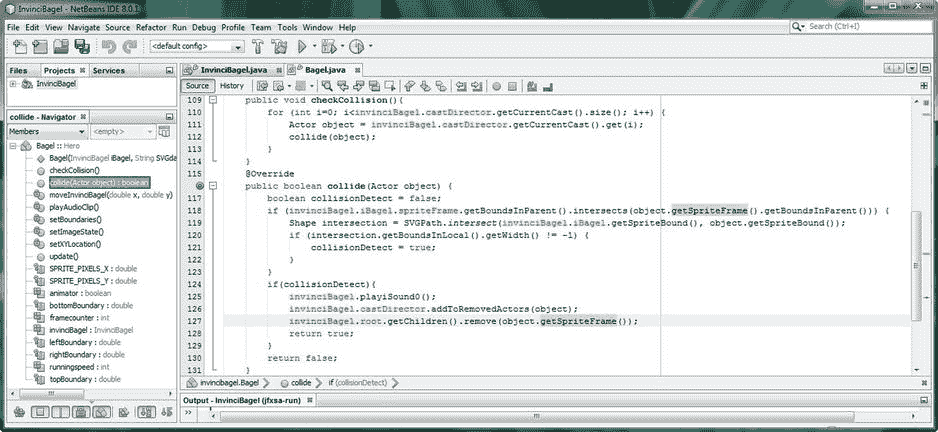 InvinciBagel - NetBeans IDE 8.0.1
File Edit View Navigate Source Refactor Run Debug Profile Team Tools Window Help
Search (Ctrl+I)
<default config>
Files Projects Services
InvinciBagel
collide - Navigator
Members <empty>
Bagel :: Hero
Bagel(InvinciBagel iBagel, String SVGda
checkCollision()
collide(Actor object) : boolean
moveInvinciBagel(double x, double y)
playAudioClip()
setBoundaries()
setImageState()
setXYLocation()
update()
SPRITE_PIXELS_X : double
SPRITE_PIXELS_Y : double
animator : boolean
bottomBoundary : double
framecounter : int
invinciBagel : InvinciBagel
leftBoundary : double
rightBoundary : double
runningspeed : int
topBoundary : double
InvinciBagel.java Bagel.java
Source History
109 public void checkCollision(){
110 for (int i=0; i<invinciBagel.castDirector.getCurrentCast().size(); i++) {
111 Actor object = invinciBagel.castDirector.getCurrentCast().get(i);
112 collide(object);
113 }
114 }
115 @Override
public boolean collide(Actor object) {
117 boolean collisionDetect = false;
118 if (invinciBagel.iBagel.spriteFrame.getBoundsInParent().intersects(object.getSpriteFrame().getBoundsInParent())) {
119 Shape intersection = SVGPath.intersect(invinciBagel.iBagel.getSpriteBound(), object.getSpriteBound());
120 if (intersection.getBoundsInLocal().getWidth() != -1) {
121 collisionDetect = true;
122 }
123 }
124 if(collisionDetect){
125 invinciBagel.playiSound0();
126 invinciBagel.castDirector.addToRemovedActors(object);
127 invinciBagel.root.getChildren().remove(object.getSpriteFrame());
128 return true;
129 }
130 return false;
131 }
invincibagel.Bagel collide if (collisionDetect)
Output - InvinciBagel (jfxsa-run)